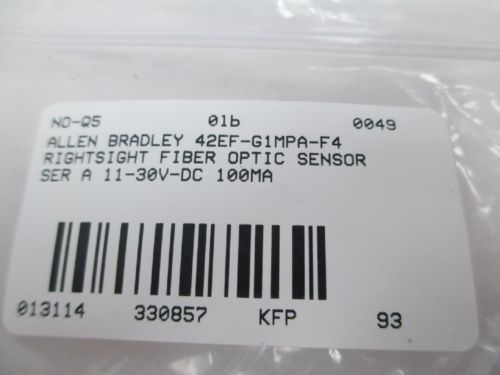 NO-Q5 01b 0049
ALLEN BRADLEY 42EF-G1MPA-F4
RIGHTSIGHT FIBER OPTIC SENSOR
SER A 11-30V-DC 100MA
013114 330857 KFP 93